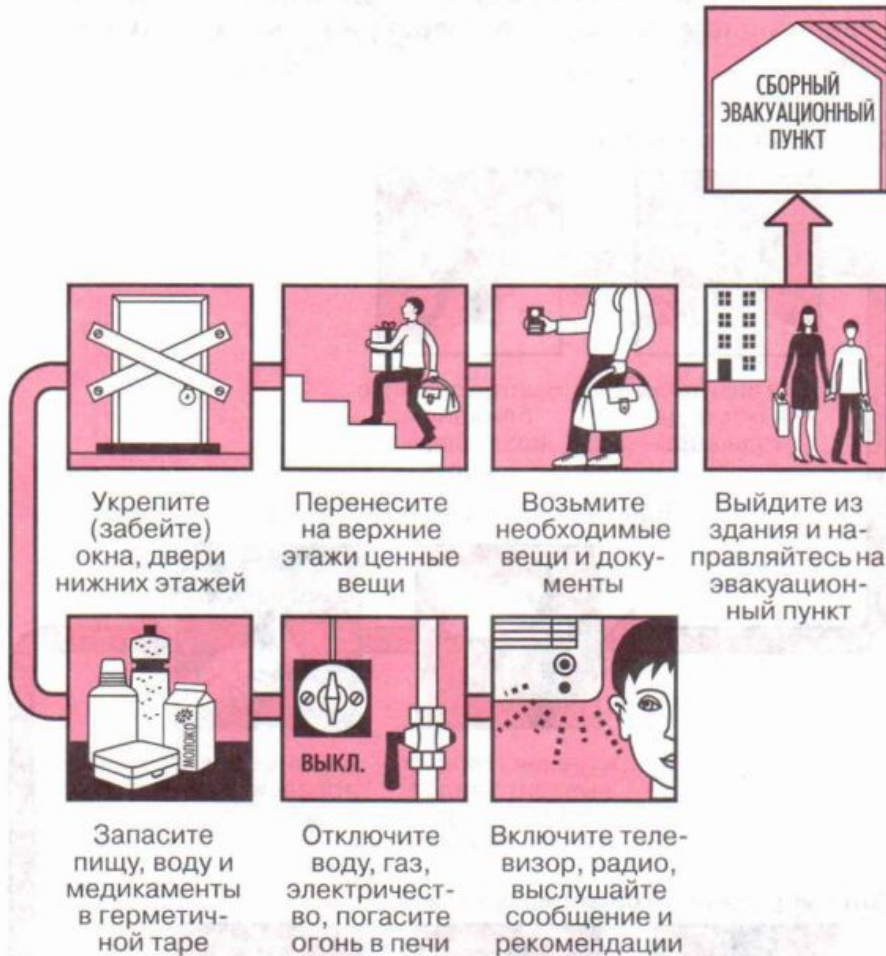 СБОРНЫЙ
ЭВАКУАЦИОННЫЙ
ПУНКТ
Укрепите
(забейте)
окна, двери
нижних этажей
Перенесите
на верхние
этажи ценные
вещи
Возьмите
необходимые
вещи и доку-
менты
Выйдите из
здания и на-
правляйтесь на
эвакуацион-
ный пункт
МОЛОКО
ВЫКЛ.
Запасите
пищу, воду и
медикаменты
в герметич-
ной таре
Отключите
воду, газ,
электричест-
во, погасите
огонь в печи
Включите теле-
визор, радио,
выслушайте
сообщение и
рекомендации